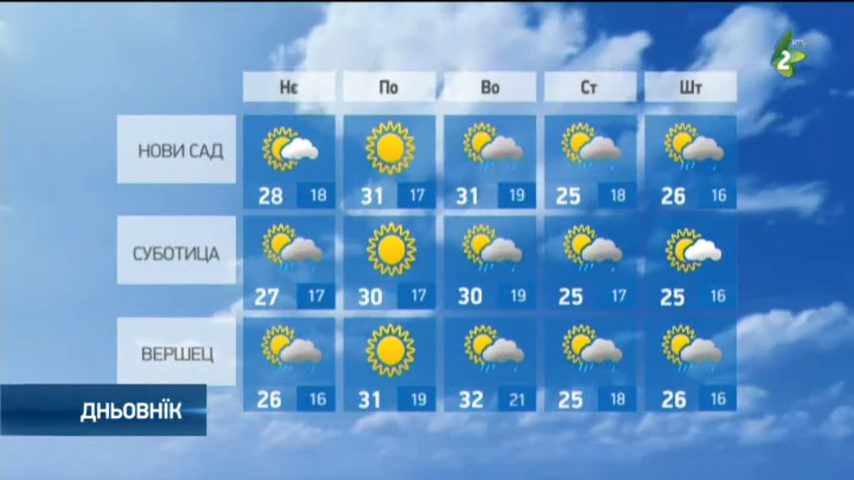 РТБ 2
Нє По Во Ст Шт
НОВИ САД
28 18 31 17 31 19 25 18 26 16
СУБОТИЦА
27 17 30 17 30 19 25 17 25 16
ВЕРШЕЦ
26 16 31 19 32 21 25 18 26 16
ДНЬОВНЇК